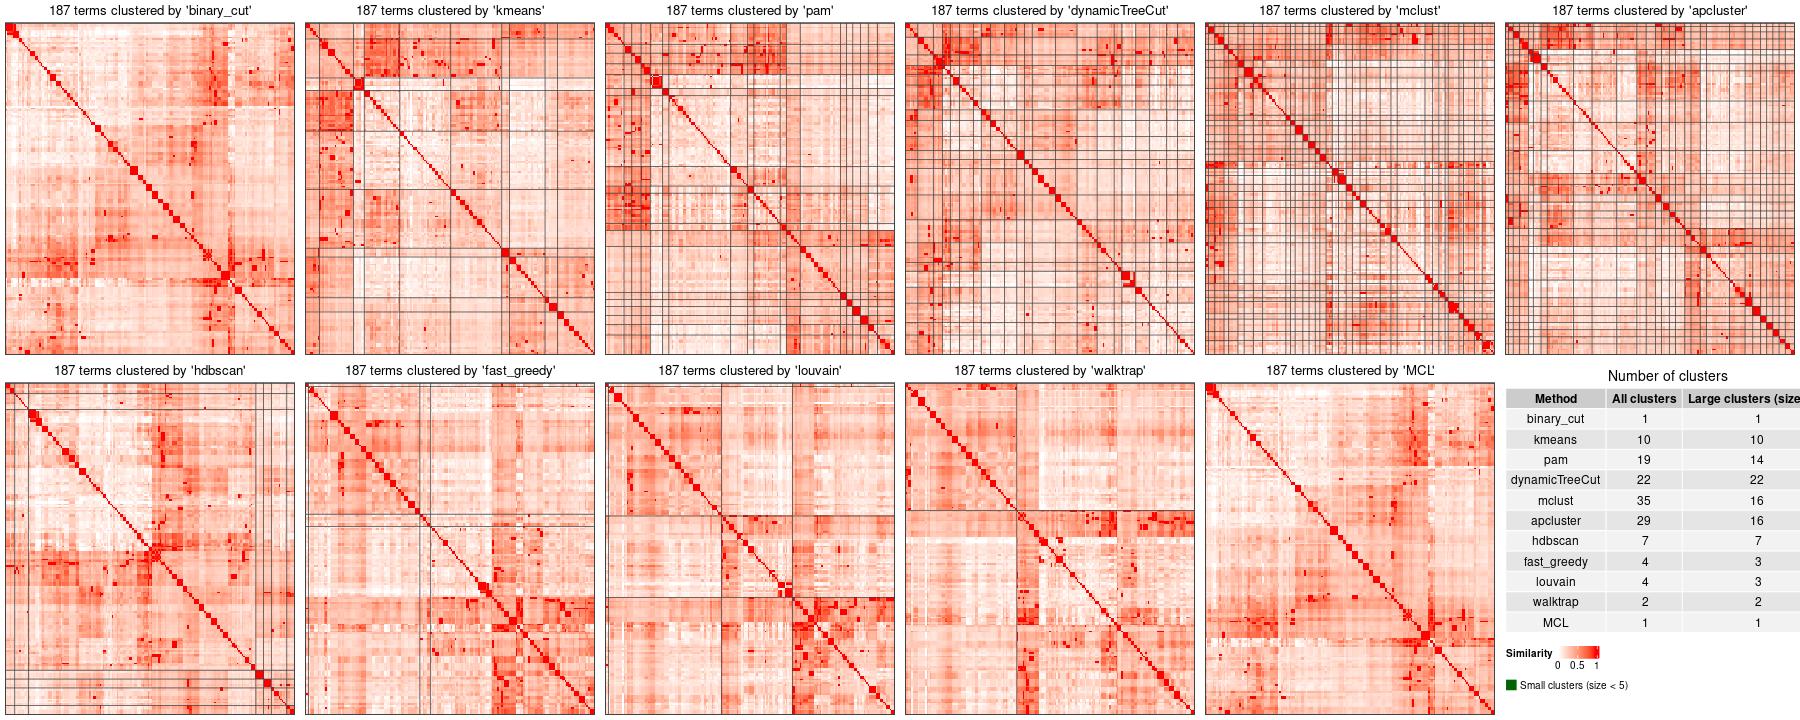 187 terms clustered by 'binary_cut'
187 terms clustered by 'kmeans'
187 terms clustered by 'pam'
187 terms clustered by 'dynamicTreeCut'
187 terms clustered by 'mclust'
187 terms clustered by 'apcluster'
187 terms clustered by 'hdbscan'
187 terms clustered by 'fast_greedy'
187 terms clustered by 'louvain'
187 terms clustered by 'walktrap'
187 terms clustered by 'MCL'
Number of clusters
Method All clusters Large clusters (size
binary_cut 1 1
kmeans 10 10
pam 19 14
dynamicTreeCut 22 22
mclust 35 16
apcluster 29 16
hdbscan 7 7
fast_greedy 4 3
louvain 4 3
walktrap 2 2
MCL 1 1
Similarity
0 0.5 1
Small clusters (size < 5)